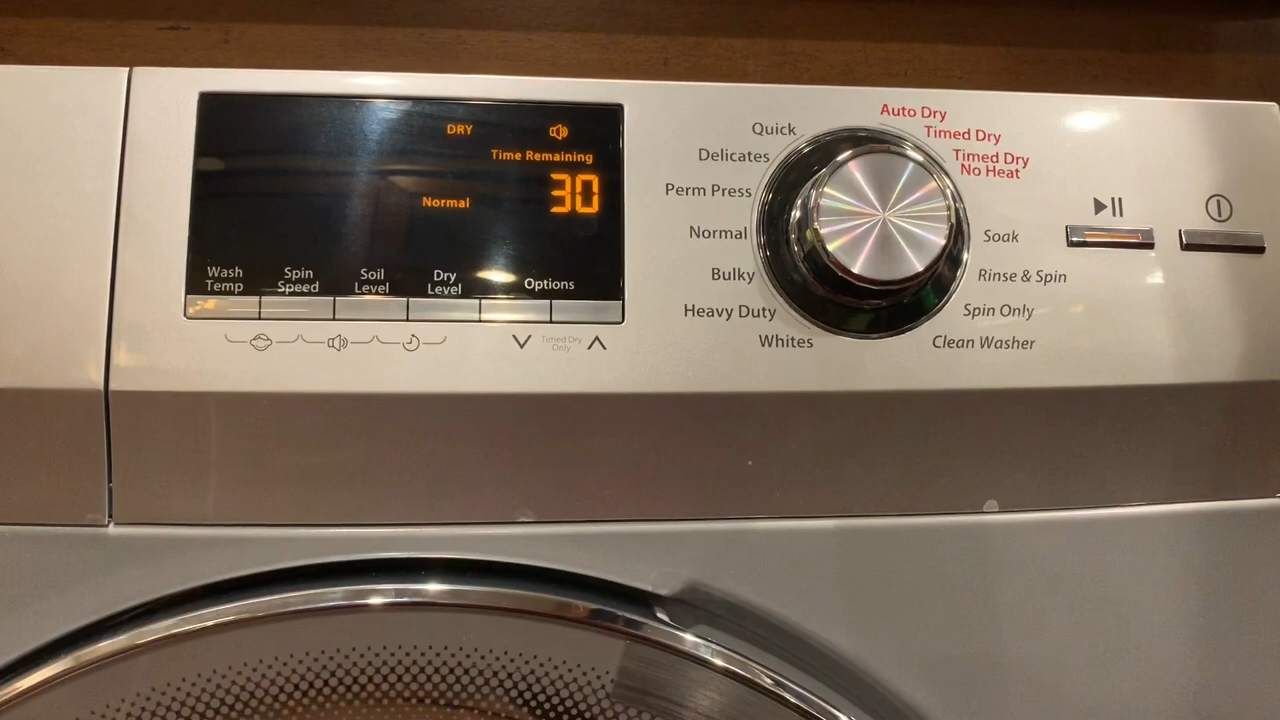 DRY
Time Remaining
30
Normal
Wash Temp
Spin Speed
Soil Level
Dry Level
Options
Timed Dry Only
Auto Dry
Timed Dry
Timed Dry No Heat
Quick
Delicates
Perm Press
Normal
Bulky
Heavy Duty
Whites
Soak
Rinse & Spin
Spin Only
Clean Washer